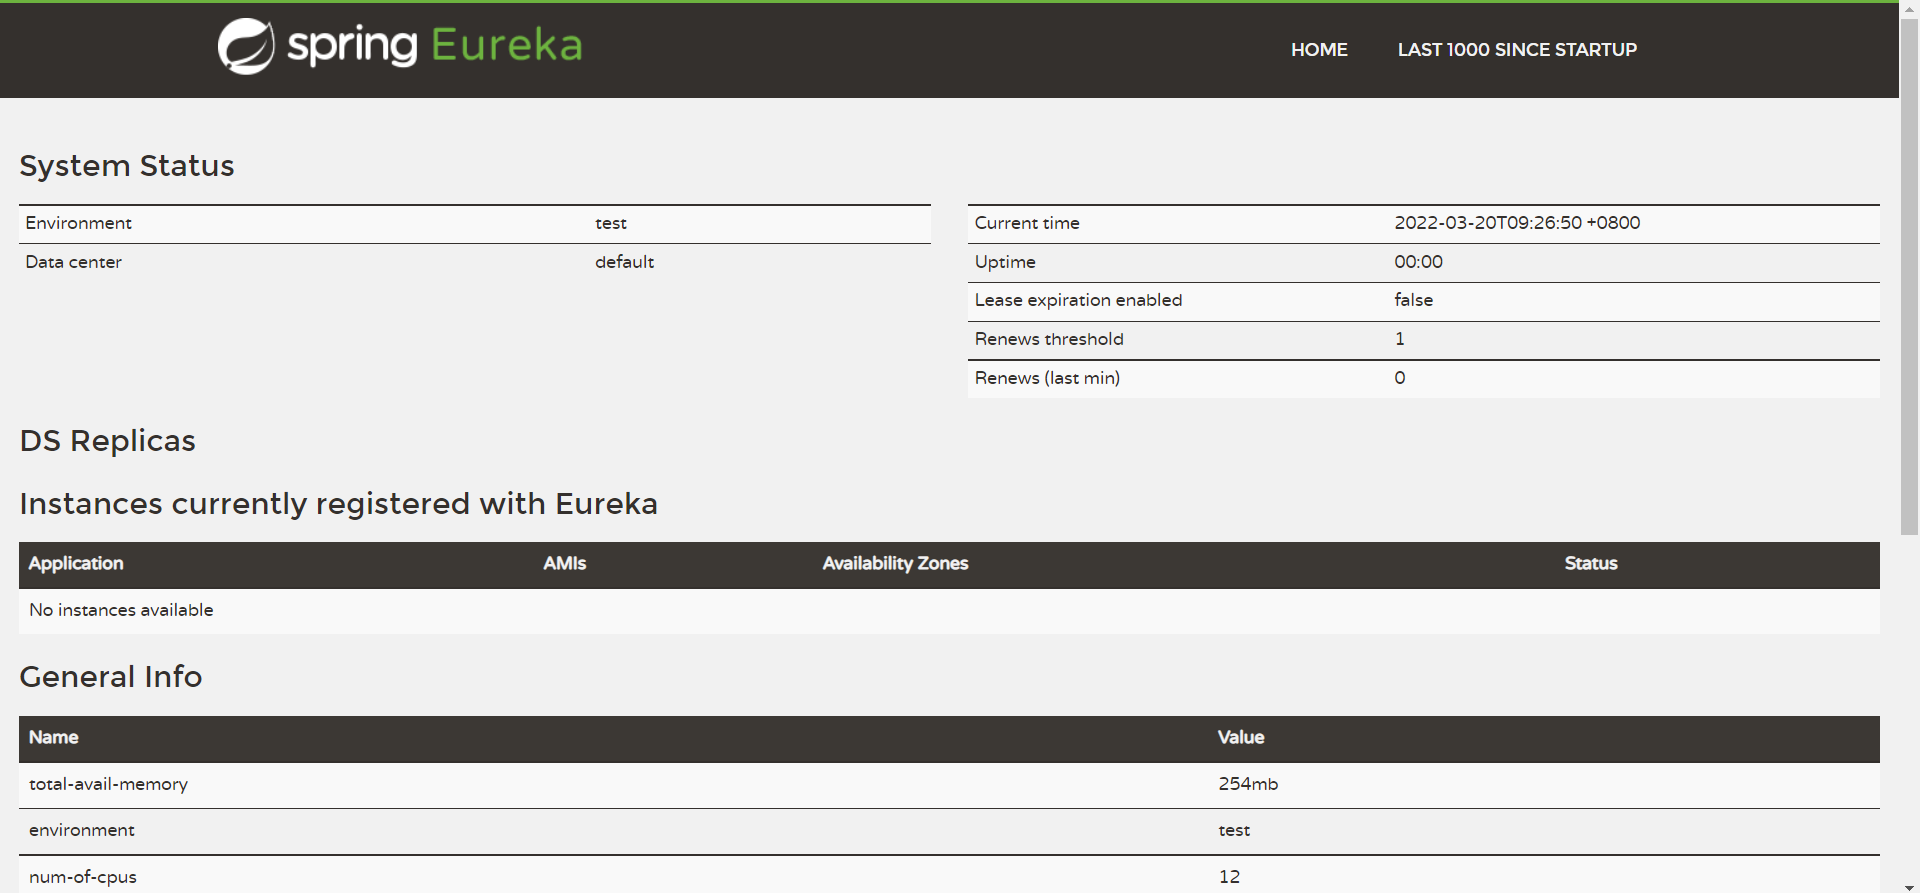 spring Eureka
HOME LAST 1000 SINCE STARTUP
System Status
Environment test
Data center default
Current time 2022-03-20T09:26:50 +0800
Uptime 00:00
Lease expiration enabled false
Renews threshold 1
Renews (last min) 0
DS Replicas
Instances currently registered with Eureka
Application AMIs Availability Zones Status
No instances available
General Info
Name Value
total-avail-memory 254mb
environment test
num-of-cpus 12